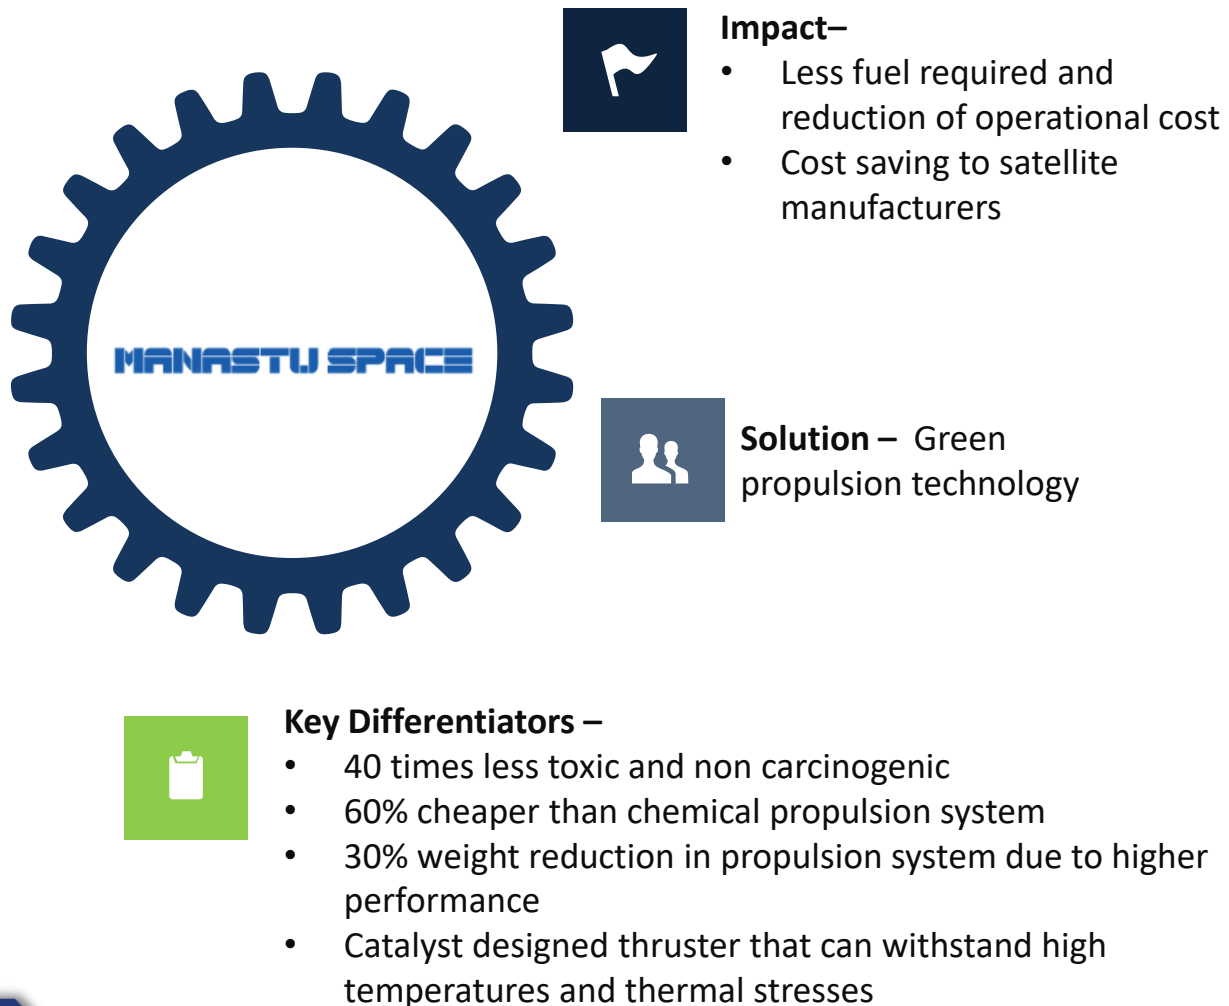 Impact–
• Less fuel required and
reduction of operational cost
• Cost saving to satellite
manufacturers
MANASTU SPACE
Solution – Green
propulsion technology
Key Differentiators –
• 40 times less toxic and non carcinogenic
• 60% cheaper than chemical propulsion system
• 30% weight reduction in propulsion system due to higher
performance
• Catalyst designed thruster that can withstand high
temperatures and thermal stresses